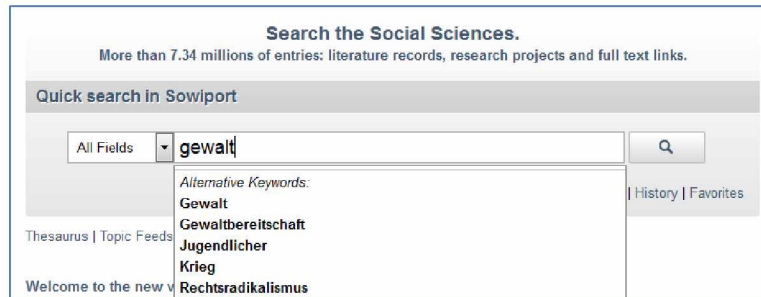 Search the Social Sciences.
More than 7.34 millions of entries: literature records, research projects and full text links.
Quick search in Sowiport
All Fields gewalt
Alternative Keywords:
Gewalt
| History | Favorites
Gewaltbereitschaft
Thesaurus | Topic Feeds
Jugendlicher
Krieg
Welcome to the new
Rechtsradikalismus